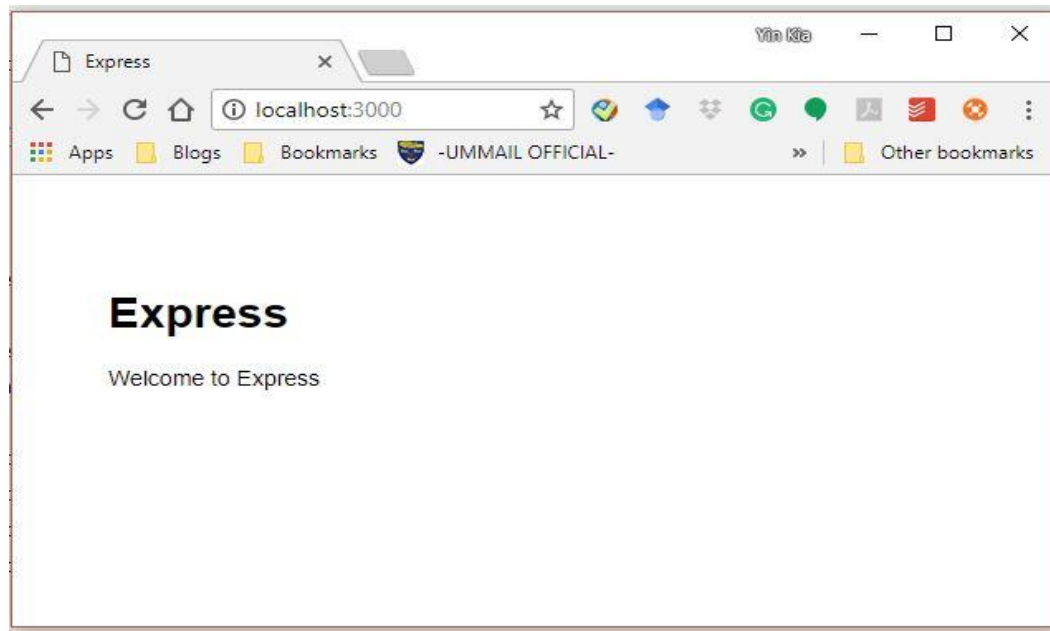 Yin Kia
Express
localhost:3000
Apps Blogs Bookmarks -UMMAIL OFFICIAL- » Other bookmarks
Express
Welcome to Express